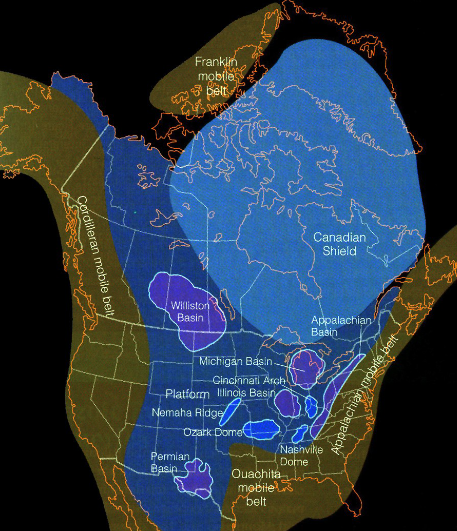 Franklin
mobile
belt
Cordilleran mobile belt
Canadian
Shield
Williston
Basin
Appalachian
Basin
Michigan Basin
Cincinnati Arch
Illinois Basin
Platform
Nemaha Ridge
Ozark Dome
Appalachian mobile belt
Nashville
Dome
Permian
Basin
Ouachita
mobile
belt